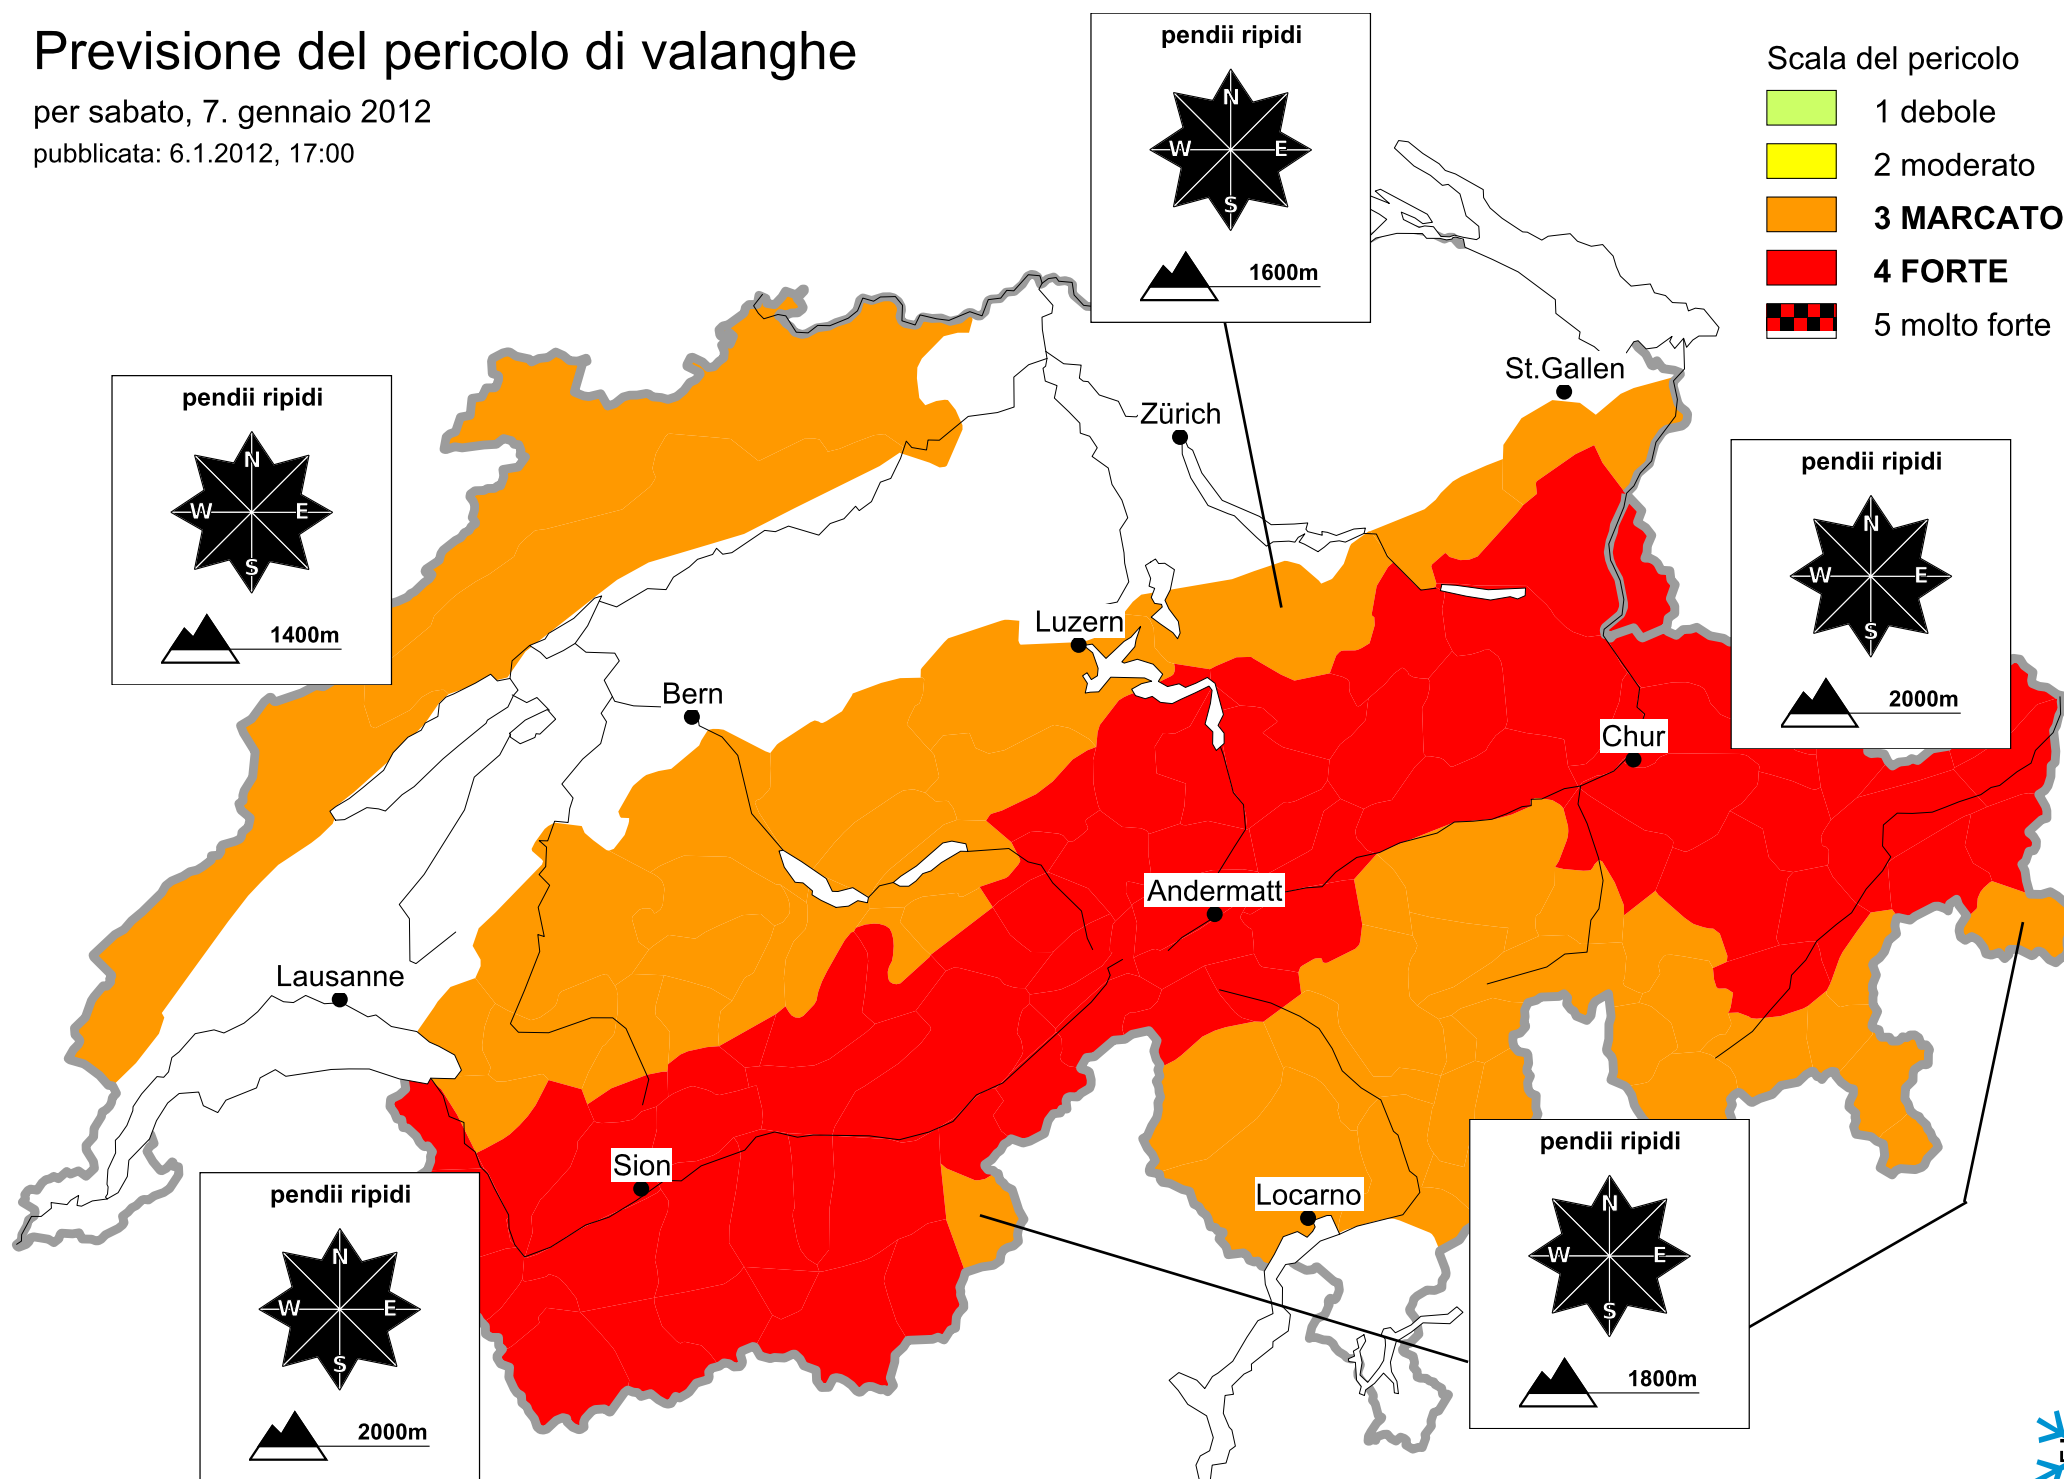 Previsione del pericolo di valanghe
per sabato, 7. gennaio 2012
pubblicata: 6.1.2012, 17:00
Scala del pericolo
1 debole
2 moderato
3 MARCATO
4 FORTE
5 molto forte
pendii ripidi
N
W E
S
1600m
pendii ripidi
N
W E
S
1400m
pendii ripidi
N
W E
S
2000m
St.Gallen
Zürich
Luzern
Bern
Chur
Andermatt
Lausanne
Sion
Locarno
pendii ripidi
N
W E
S
2000m
pendii ripidi
N
W E
S
1800m